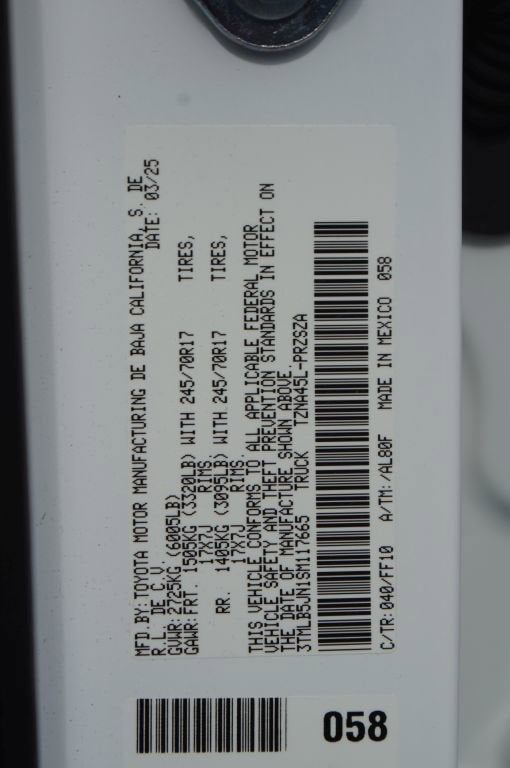 MFD.BY:TOYOTA MOTOR MANUFACTURING DE BAJA CALIFORNIA, S. DE
R.L. DE C.V. DATE: 03/25
GVWR:2725KG (6005LB)
GAWR:FRT. 1505KG (3320LB) WITH 245/70R17 TIRES,
17X7J RIMS
RR. 1405KG (3095LB) WITH 245/70R17 TIRES,
17X7J RIMS.
THIS VEHICLE CONFORMS TO ALL APPLICABLE FEDERAL MOTOR
VEHICLE SAFETY AND THEFT PREVENTION STANDARDS IN EFFECT ON
THE DATE OF MANUFACTURE SHOWN ABOVE.
3TMLB5JN1SM117665 TRUCK TZNA45L-PRZSZA
C/TR:040/FF10 A/TM:/AL80F MADE IN MEXICO 058
058